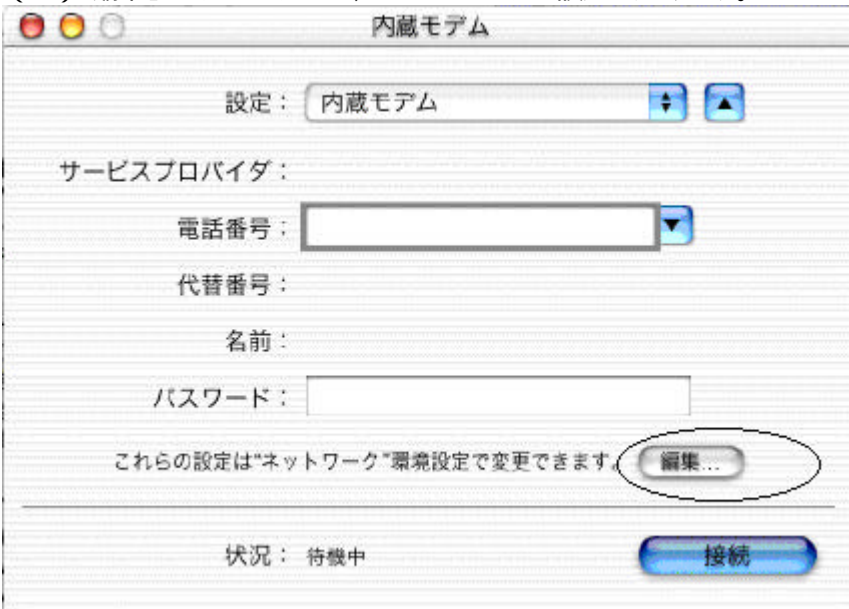 内蔵モデム
設定： 内蔵モデム
サービスプロバイダ：
電話番号：
代替番号：
名前：
パスワード：
これらの設定は"ネットワーク"環境設定で変更できます。 編集...
状況： 待機中 接続